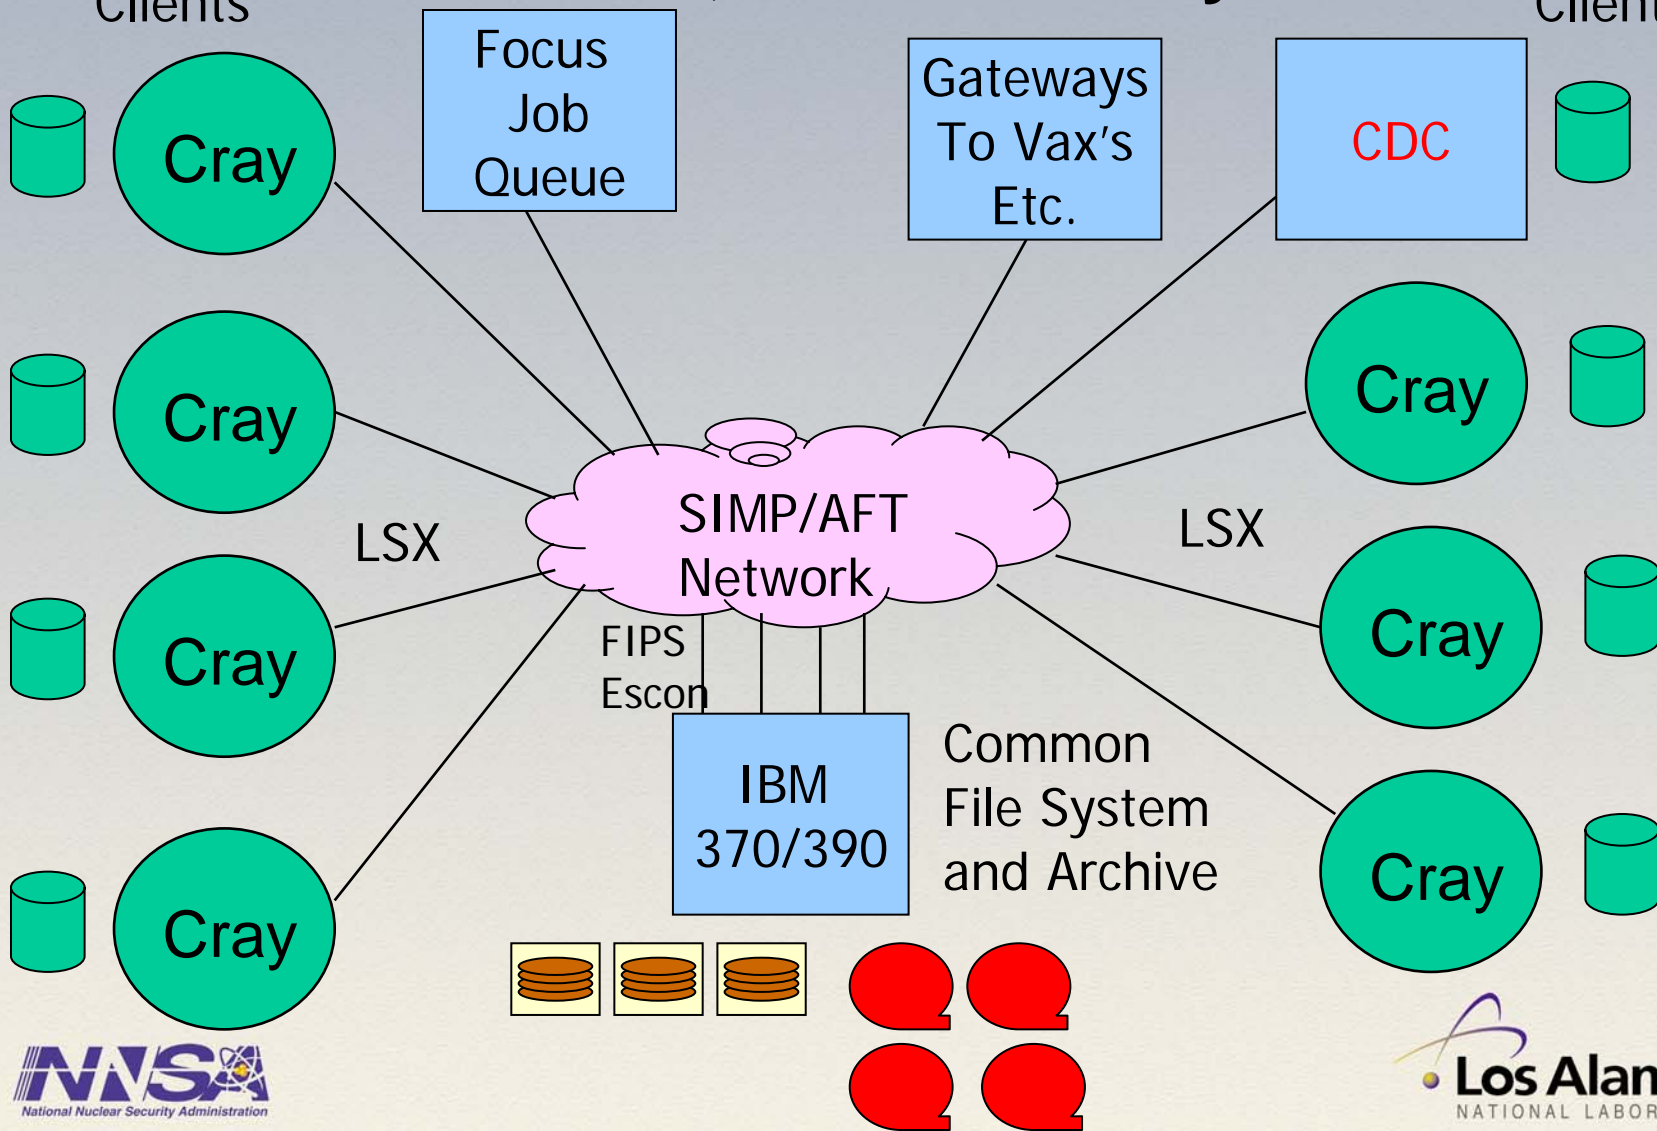 Clients
Focus
Job
Queue
Gateways
To Vax's
Etc.
CDC
Cray
Cray
Cray
Cray
Cray
Cray
Cray
LSX
SIMP/AFT
Network
LSX
FIPS
Escon
IBM
370/390
Common
File System
and Archive
NNSA
National Nuclear Security Administration
Los Alam
NATIONAL LABOR